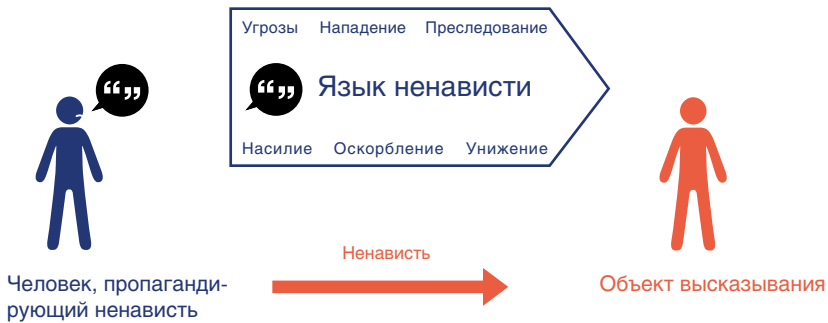 Угрозы Нападение Преследование
Язык ненависти
Насилие Оскорбление Унижение
Ненависть
Человек, пропаганди-
рующий ненависть
Объект высказывания